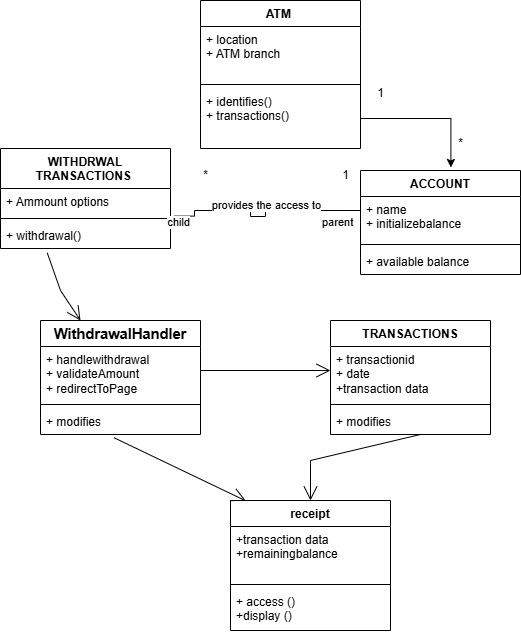 ATM
+ location
+ ATM branch
+ identifies()
+ transactions()
1
*
WITHDRWAL
TRANSACTIONS
+ Ammount options
+ withdrawal()
*
1
provides the access to
child
parent
ACCOUNT
+ name
+ initializebalance
+ available balance
WithdrawalHandler
+ handlewithdrawal
+ validateAmount
+ redirectToPage
+ modifies
TRANSACTIONS
+ transactionid
+ date
+transaction data
+ modifies
receipt
+transaction data
+remainingbalance
+ access ()
+display ()